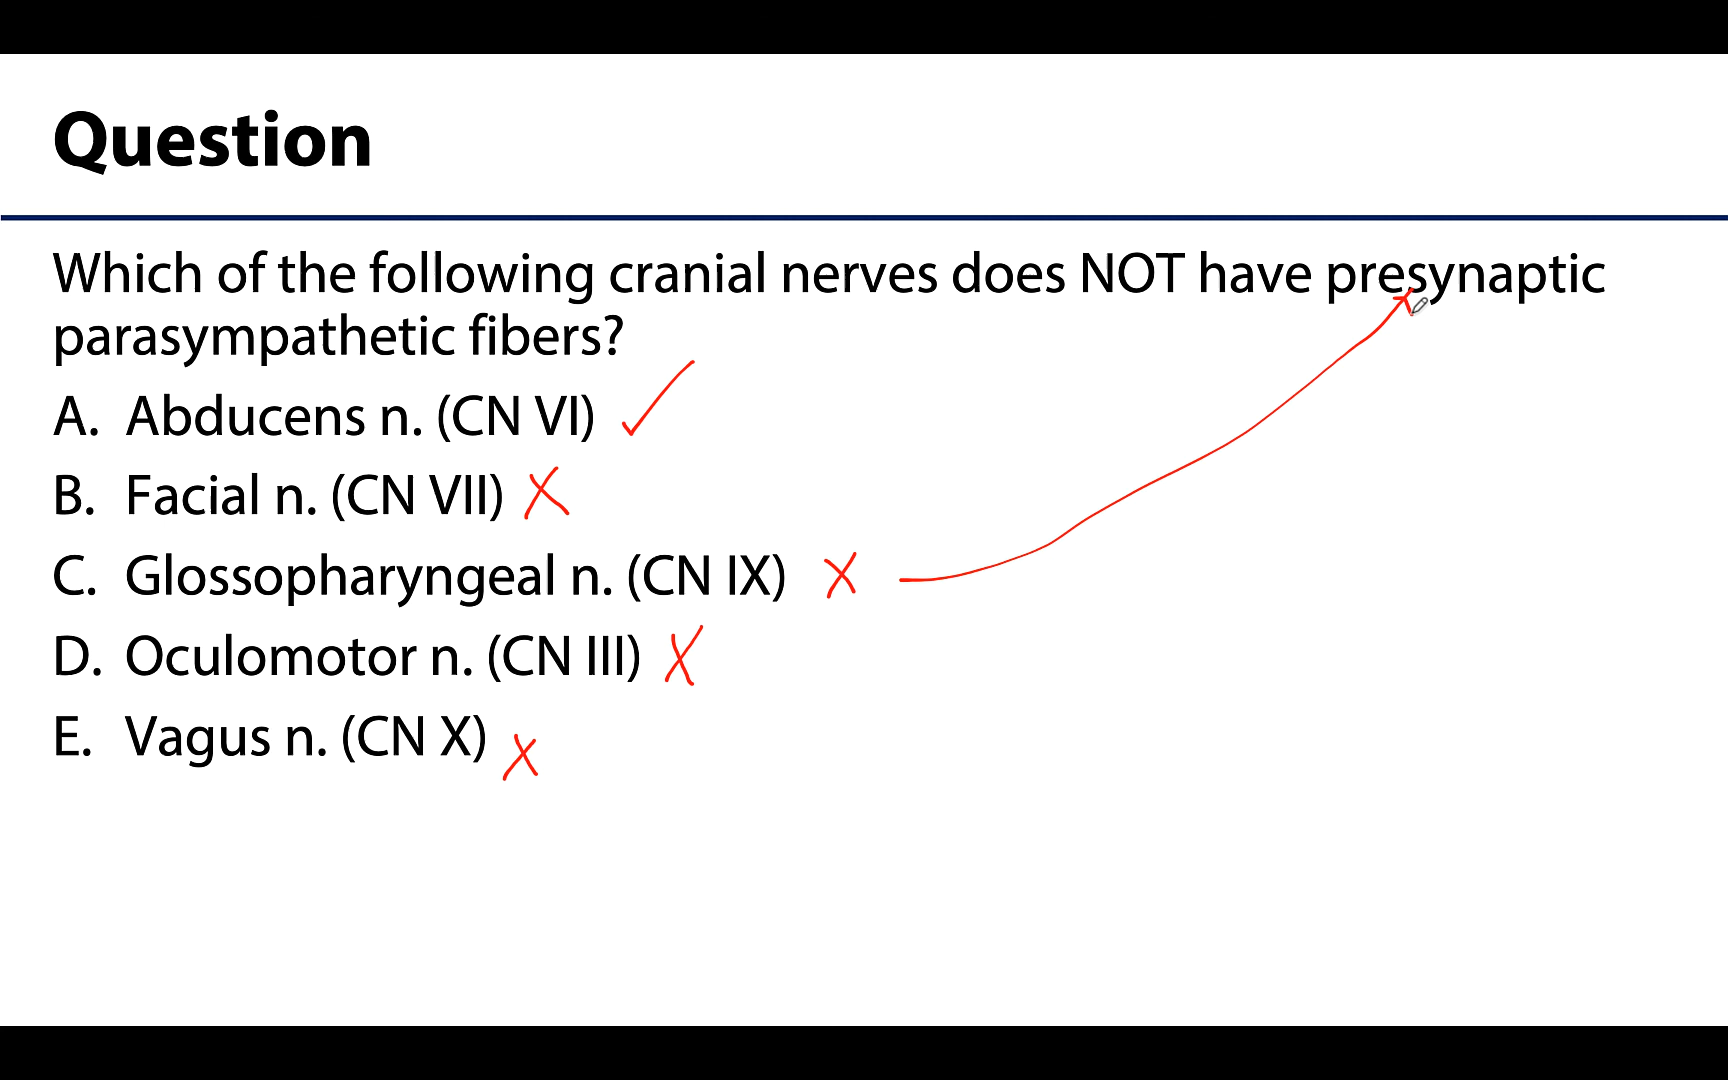 Question
Which of the following cranial nerves does NOT have presynaptic
parasympathetic fibers?
A. Abducens n. (CN VI)
B. Facial n. (CN VII)
C. Glossopharyngeal n. (CN IX)
D. Oculomotor n. (CN III)
E. Vagus n. (CN X)